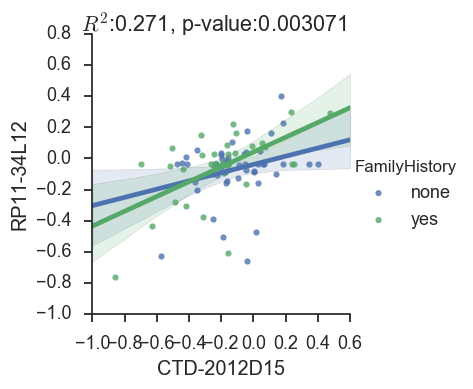 R²:0.271, p-value:0.003071
0.8
0.6
0.4
0.2
0.0
−0.2
−0.4
−0.6
−0.8
−1.0
RP11-34L12
−1.0−0.8−0.6−0.4−0.2 0.0 0.2 0.4 0.6
CTD-2012D15
FamilyHistory
none
yes